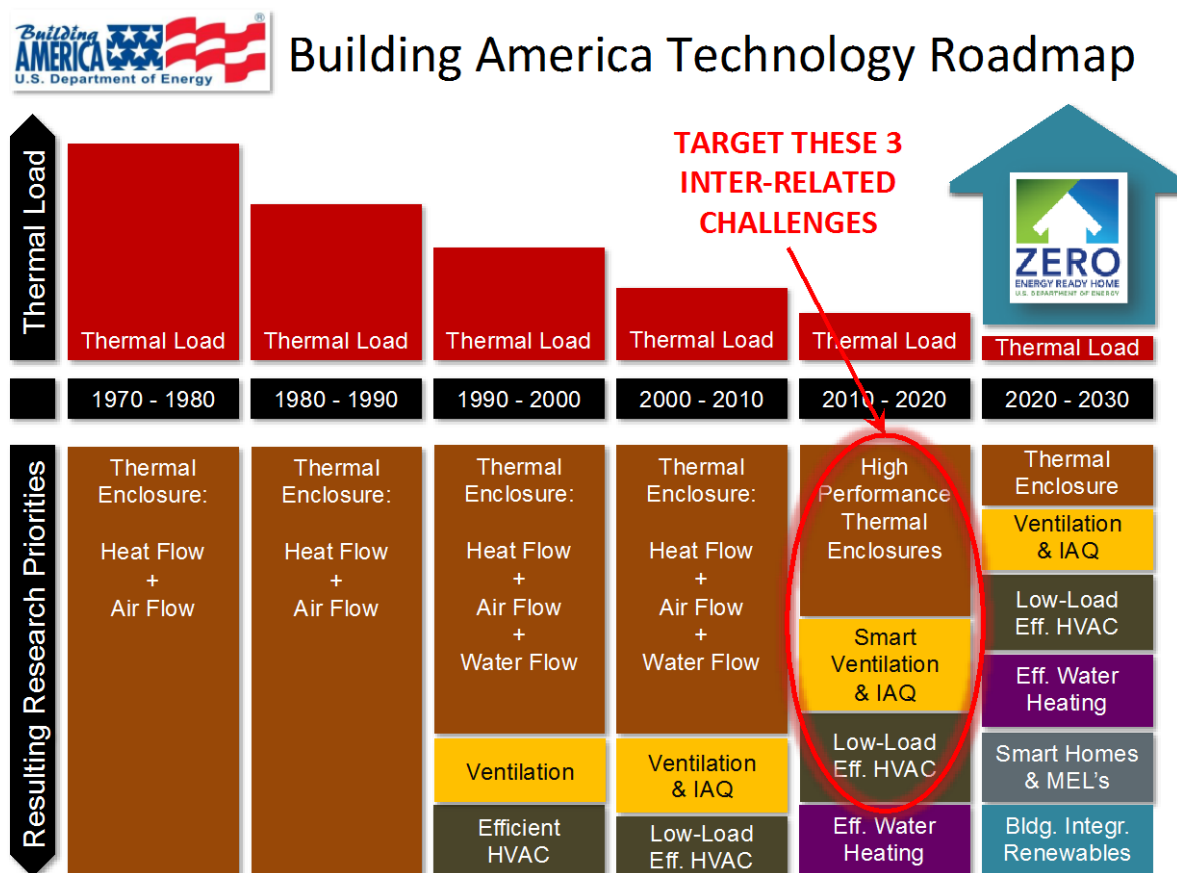 Building
AMERICA
U.S. Department of Energy
®
Building America Technology Roadmap
TARGET THESE 3
INTER-RELATED
CHALLENGES
ZERO
ENERGY READY HOME
U.S. DEPARTMENT OF ENERGY
Thermal Load
Thermal Load
Thermal Load
Thermal Load
Thermal Load
Thermal Load
Thermal Load
1970 - 1980
1980 - 1990
1990 - 2000
2000 - 2010
2010 - 2020
2020 - 2030
Resulting Research Priorities
Thermal
Enclosure:
Heat Flow
+
Air Flow
Thermal
Enclosure:
Heat Flow
+
Air Flow
Thermal
Enclosure:
Heat Flow
+
Air Flow
+
Water Flow
Ventilation
Efficient
HVAC
Thermal
Enclosure:
Heat Flow
+
Air Flow
+
Water Flow
Ventilation
& IAQ
Low-Load
Eff. HVAC
High
Performance
Thermal
Enclosures
Smart
Ventilation
& IAQ
Low-Load
Eff. HVAC
Eff. Water
Heating
Thermal
Enclosure
Ventilation
& IAQ
Low-Load
Eff. HVAC
Eff. Water
Heating
Smart Homes
& MEL's
Bldg. Integr.
Renewables